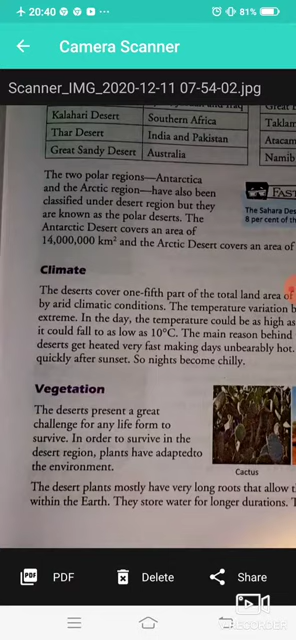 20:40
81%
Camera Scanner
Scanner_IMG_2020-12-11 07-54-02.jpg
Kalahari Desert Southern Africa Taklam
Thar Desert India and Pakistan Atacam
Great Sandy Desert Australia Namib
The two polar regions—Antarctica
and the Arctic region—have also been
classified under desert region but they
are known as the polar deserts. The
Antarctic Desert covers an area of
14,000,000 km² and the Arctic Desert covers an area of
FAST
The Sahara Des
8 per cent of th
Climate
The deserts cover one-fifth part of the total land area of
by arid climatic conditions. The temperature variation b
extreme. In the day, the temperature could be as high as
it could fall to as low as 10°C. The main reason behind
deserts get heated very fast making days unbearably hot.
quickly after sunset. So nights become chilly.
Vegetation
The deserts present a great
challenge for any life form to
survive. In order to survive in the
desert region, plants have adaptedto
the environment.
Cactus
The desert plants mostly have very long roots that allow t
within the Earth. They store water for longer durations. T
PDF Delete Share
RECORDER